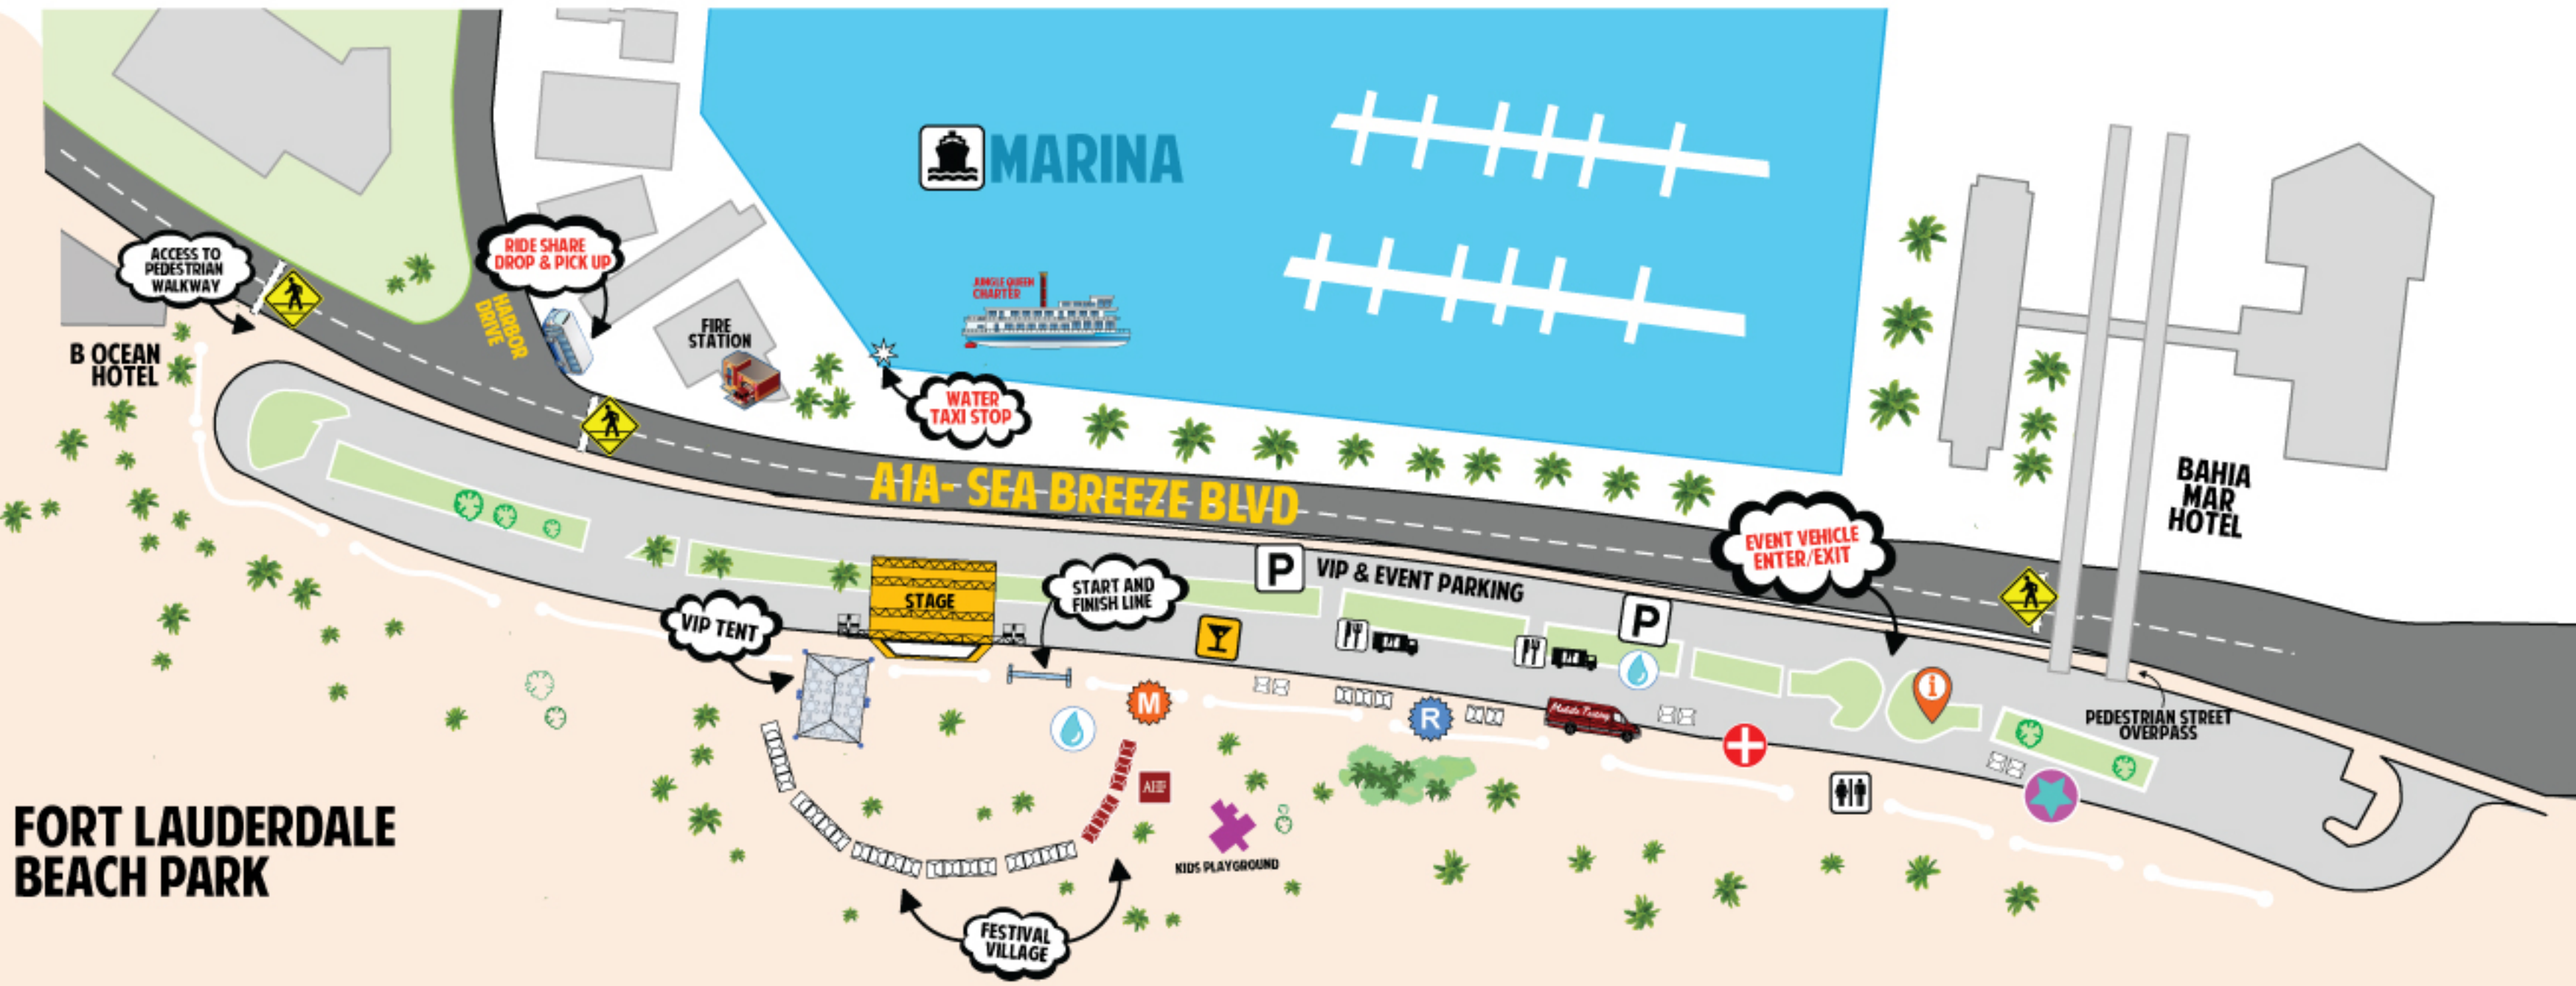 MARINA
JUNGLE QUEEN
CHARTER
RIDE SHARE
DROP & PICK UP
ACCESS TO
PEDESTRIAN
WALKWAY
HARBOR
DRIVE
FIRE
STATION
B OCEAN
HOTEL
WATER
TAXI STOP
A1A- SEA BREEZE BLVD
BAHIA
MAR
HOTEL
EVENT VEHICLE
ENTER/EXIT
P
VIP & EVENT PARKING
START AND
FINISH LINE
STAGE
VIP TENT
P
M
R
Mobile Testing
i
PEDESTRIAN STREET
OVERPASS
AHF
KIDS PLAYGROUND
FORT LAUDERDALE
BEACH PARK
FESTIVAL
VILLAGE